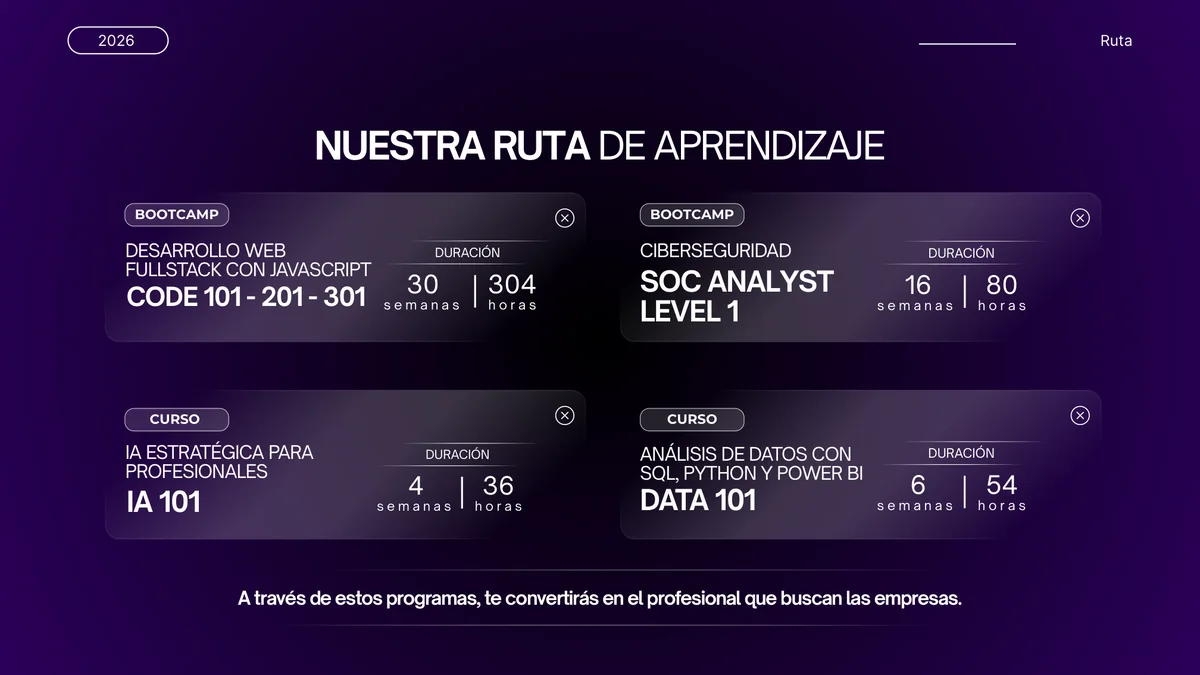 2026
Ruta
NUESTRA RUTA DE APRENDIZAJE
BOOTCAMP
DESARROLLO WEB
FULLSTACK CON JAVASCRIPT
CODE 101 - 201 - 301
DURACIÓN
30 | 304
semanas horas
BOOTCAMP
CIBERSEGURIDAD
SOC ANALYST
LEVEL 1
DURACIÓN
16 | 80
semanas horas
CURSO
IA ESTRATÉGICA PARA
PROFESIONALES
IA 101
DURACIÓN
4 | 36
semanas horas
CURSO
ANÁLISIS DE DATOS CON
SQL, PYTHON Y POWER BI
DATA 101
DURACIÓN
6 | 54
semanas horas
A través de estos programas, te convertirás en el profesional que buscan las empresas.